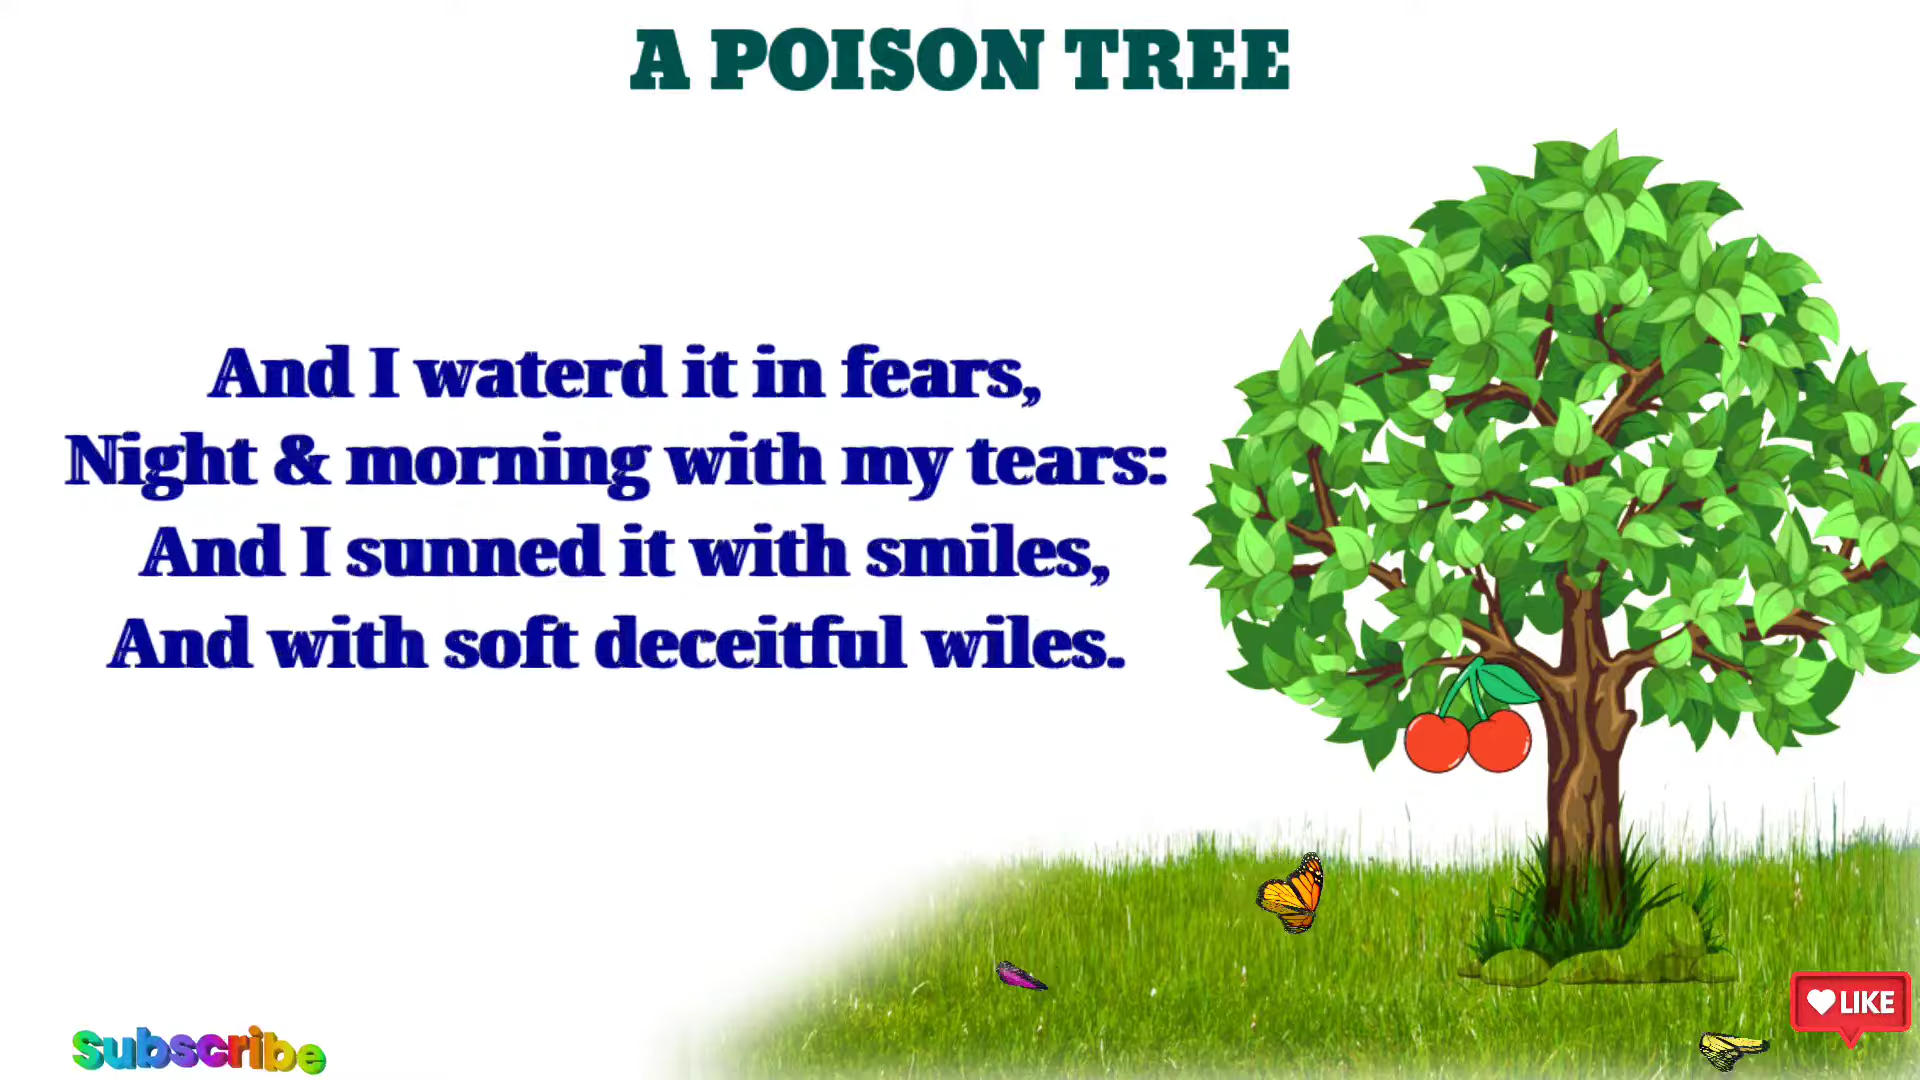 A POISON TREE
And I waterd it in fears,
Night & morning with my tears:
And I sunned it with smiles,
And with soft deceitful wiles.
Subscribe
LIKE